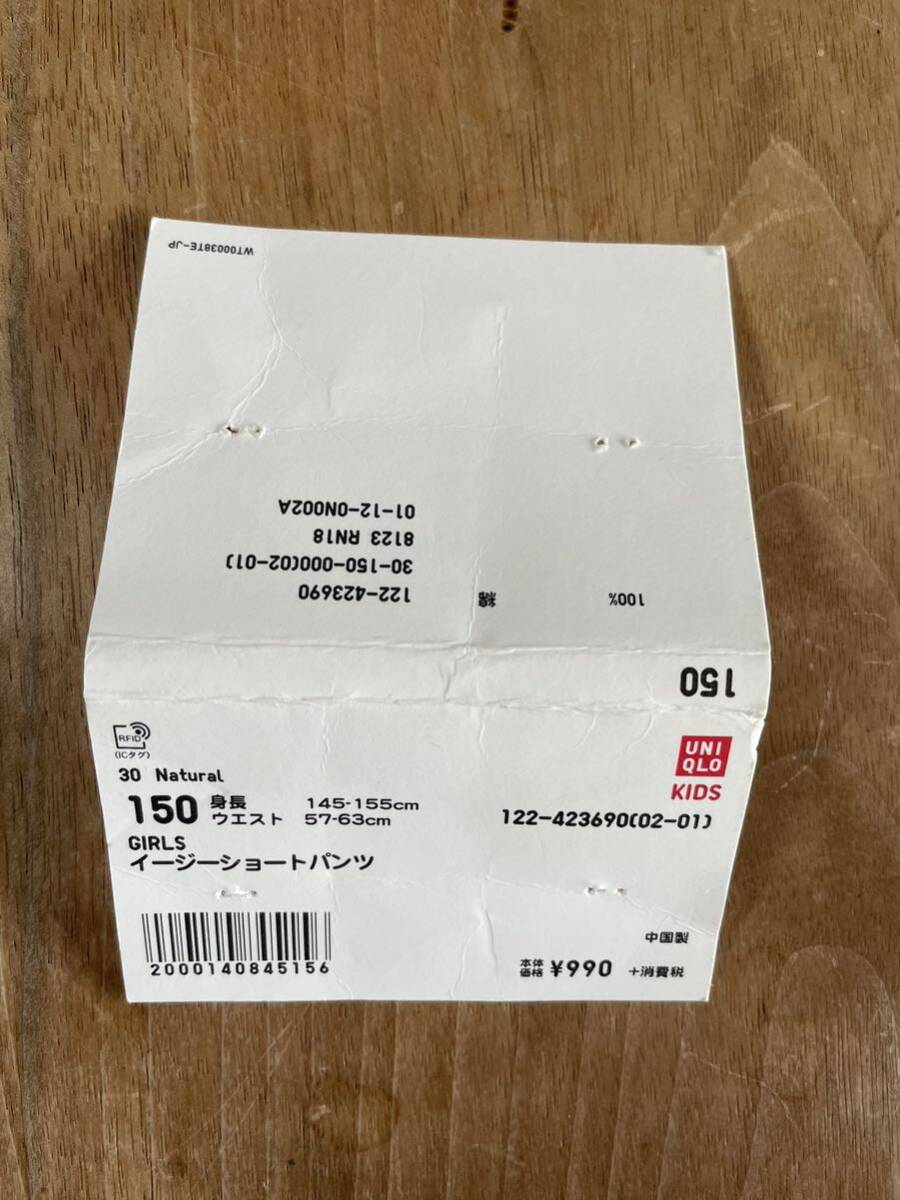 WT00038TE-JP
01-12-0N002A
8123 RN18
30-150-000(02-01)
122-423690
綿 100%
150
RFID
(ICタグ)
30 Natural
150 身長 145-155cm
ウエスト 57-63cm
GIRLS
イージーショートパンツ
2000140845156
UNI
QLO
KIDS
122-423690(02-01)
中国製
本体
価格 ¥990 +消費税